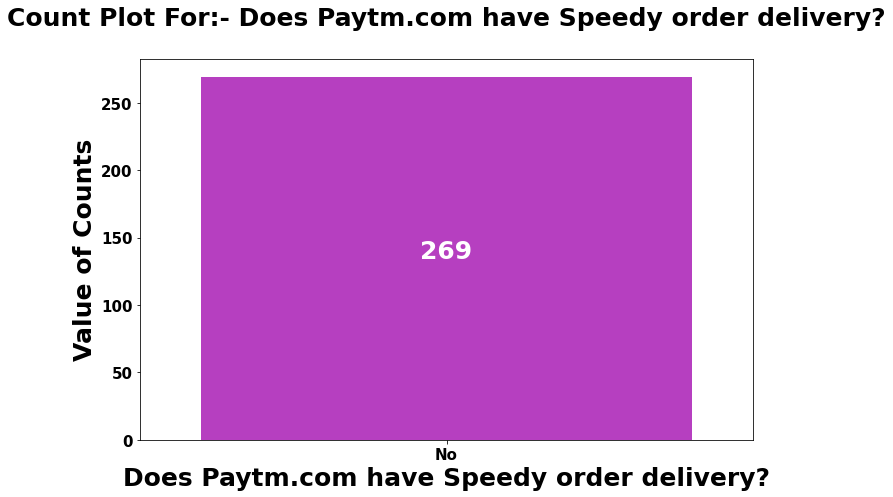 Count Plot For:- Does Paytm.com have Speedy order delivery?
Value of Counts
250
200
150
100
50
0
269
No
Does Paytm.com have Speedy order delivery?